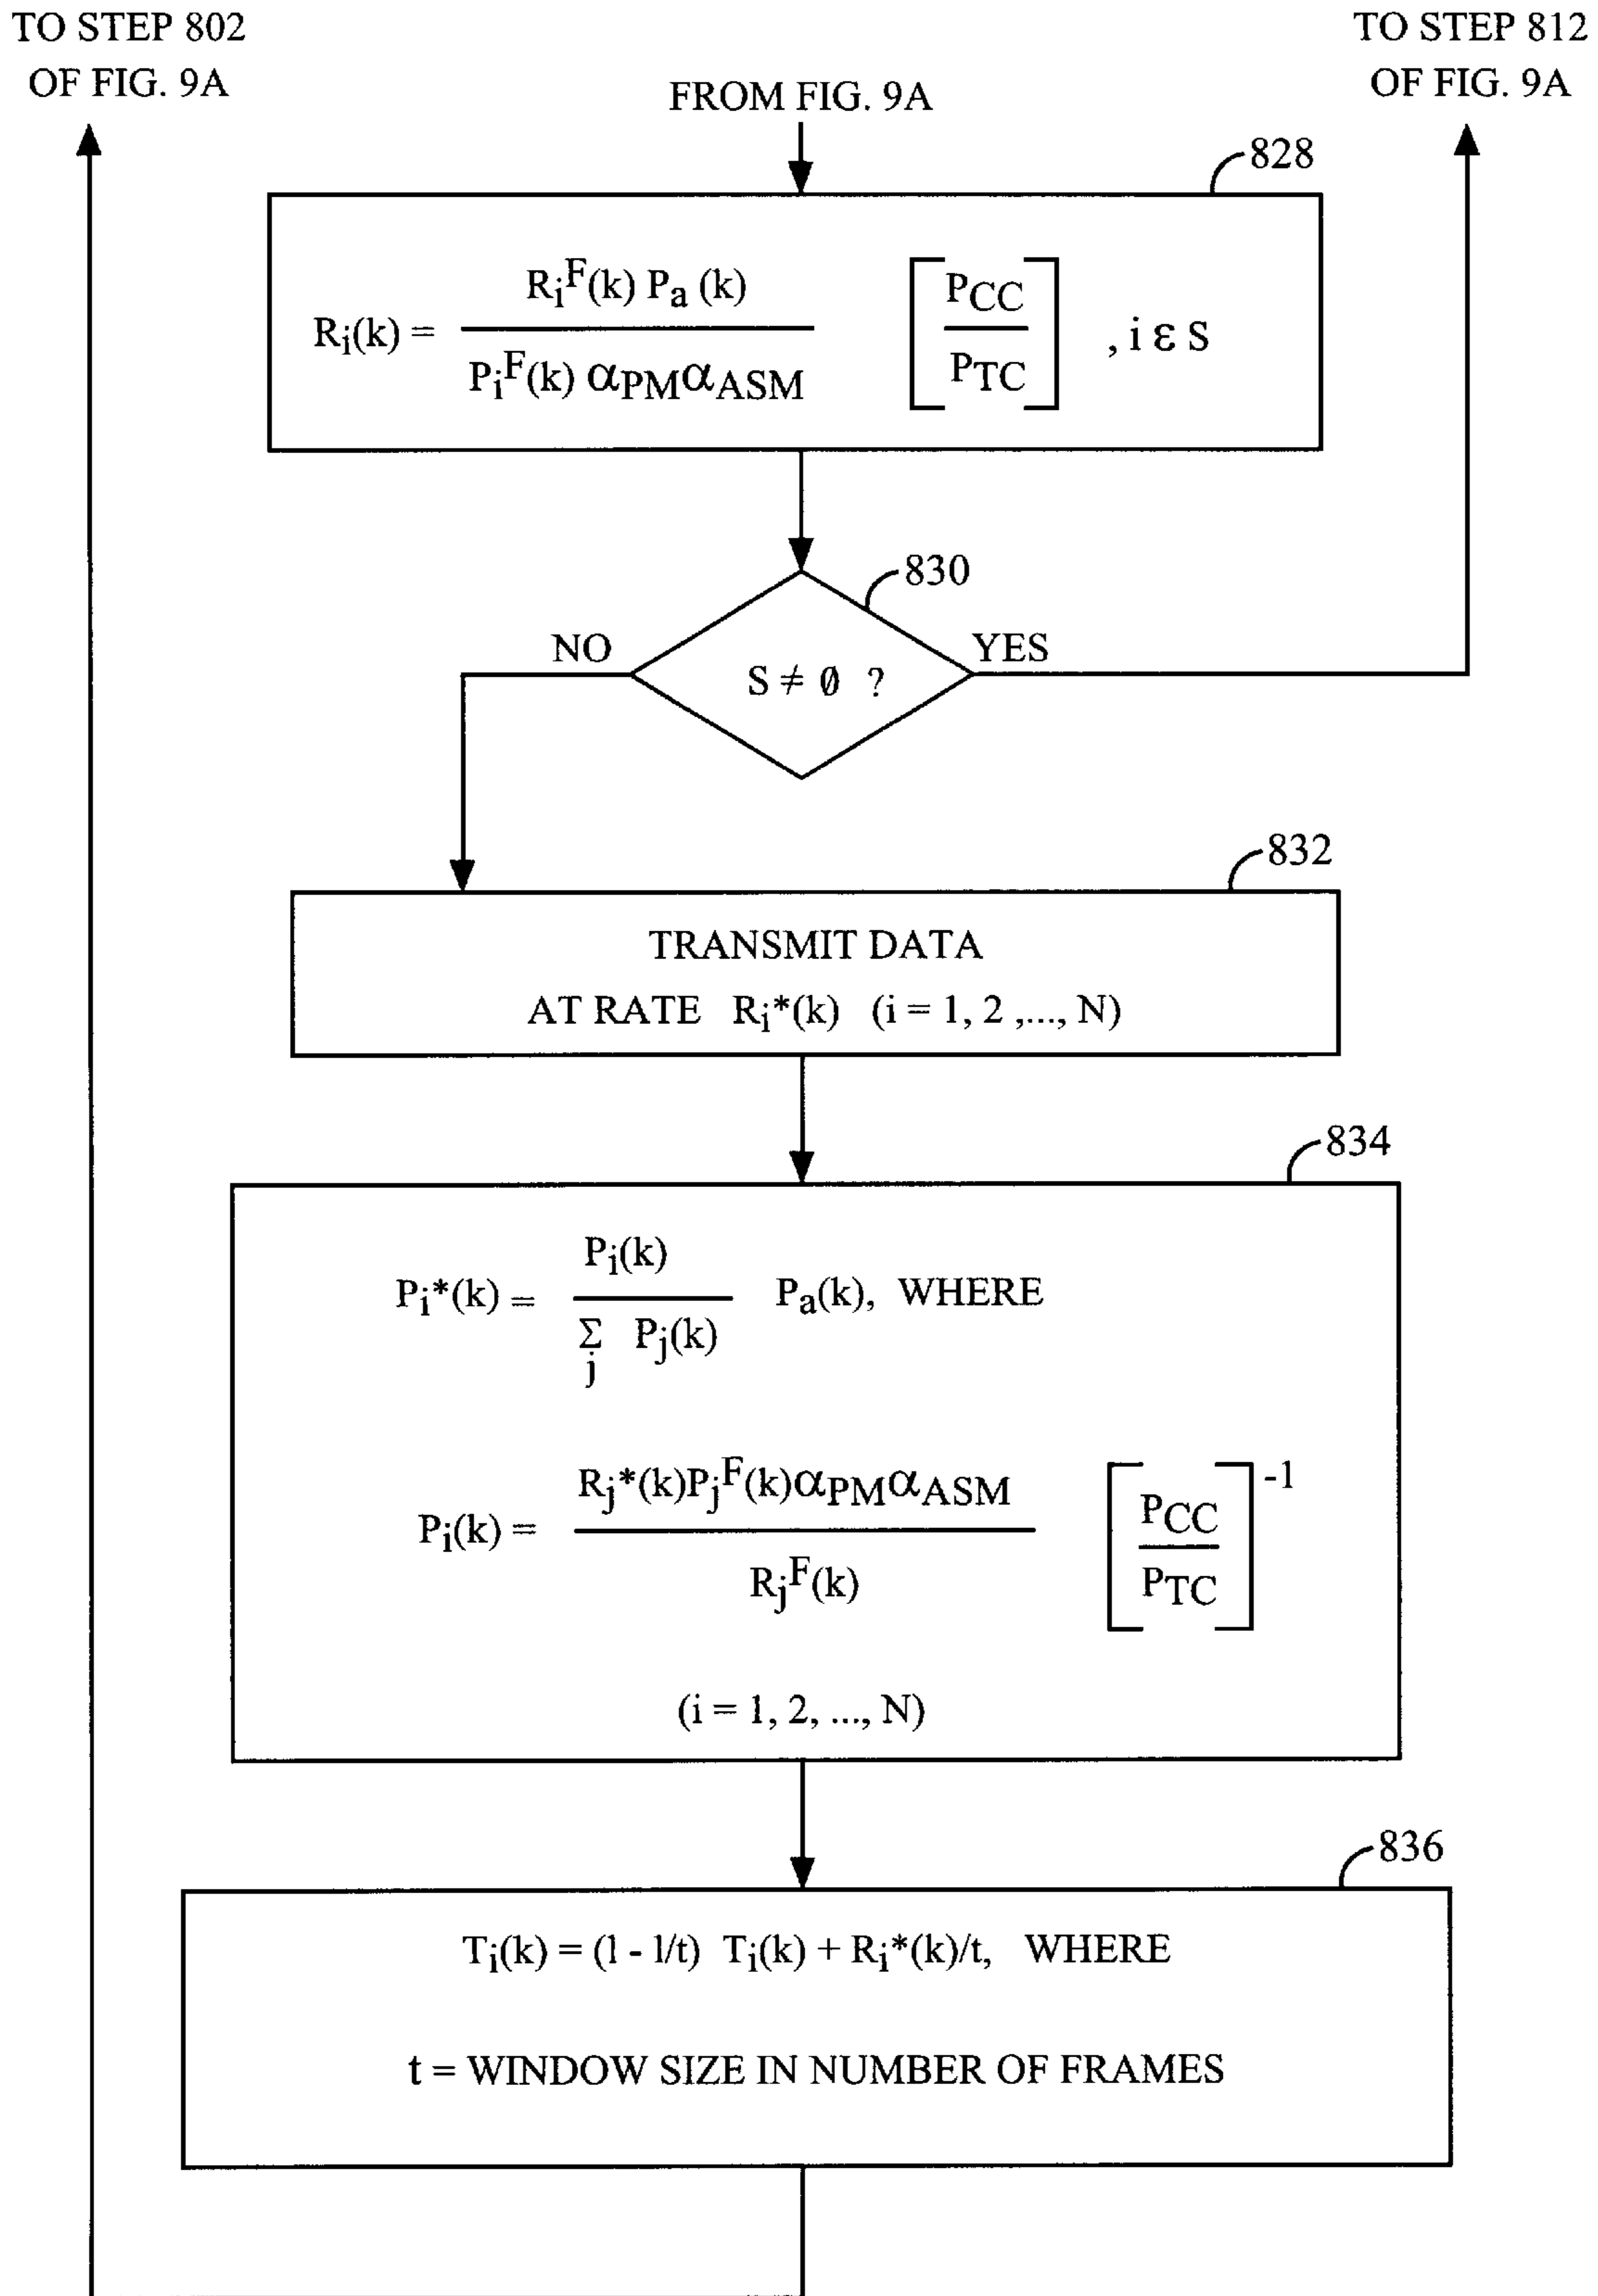 TO STEP 802
OF FIG. 9A
FROM FIG. 9A
TO STEP 812
OF FIG. 9A
828
Rᵢ(k) = Rᵢᶠ(k) Pₐ (k) / Pᵢᶠ(k) αPMαASM [PCC / PTC] , i ε S
830
NO
S ≠ ∅ ?
YES
832
TRANSMIT DATA
AT RATE Rᵢ*(k) (i = 1, 2 ,..., N)
834
Pᵢ*(k) = Pᵢ(k) / Σⱼ Pⱼ(k) Pₐ(k), WHERE
Pᵢ(k) = Rⱼ*(k)Pⱼᶠ(k)αPMαASM / Rⱼᶠ(k) [PCC / PTC]⁻¹
(i = 1, 2, ..., N)
836
Tᵢ(k) = (1 - 1/t) Tᵢ(k) + Rᵢ*(k)/t, WHERE
t = WINDOW SIZE IN NUMBER OF FRAMES